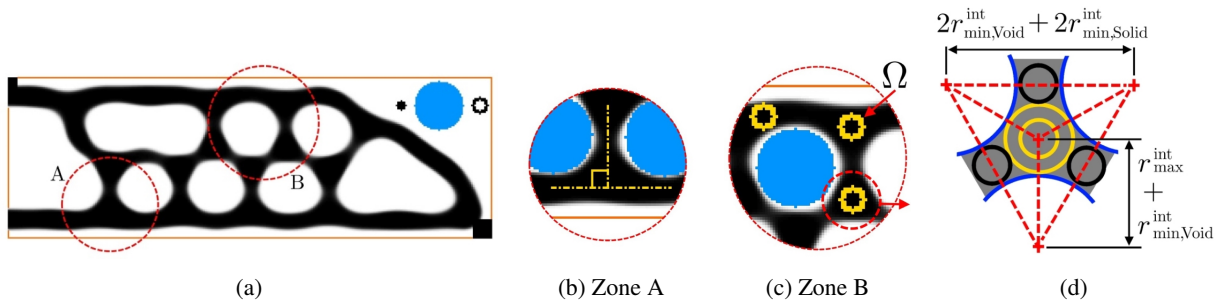 A
B
(a)
(b) Zone A
Ω
(c) Zone B
2r^int_min,Void + 2r^int_min,Solid
r^int_max
+
r^int_min,Void
(d)